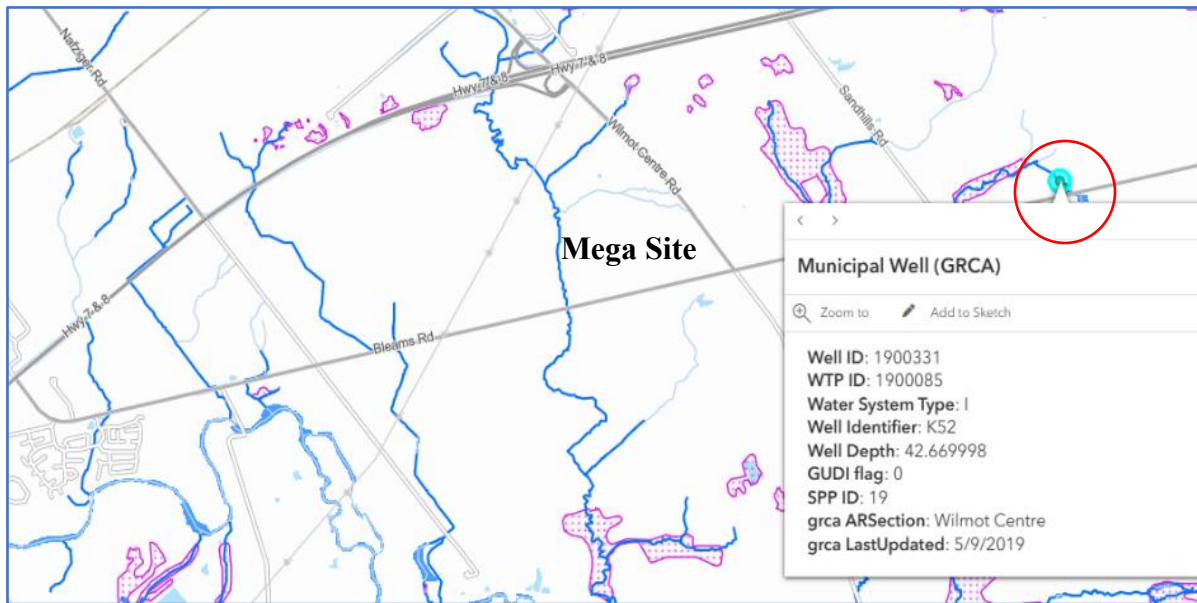 Nafziger Rd
Hwy 7 & 8
Hwy 7 & 8
Hwy 7 & 8
Wilmot Centre Rd
Sandhills Rd
Mega Site
Bleams Rd
Municipal Well (GRCA)
Zoom to
Add to Sketch
Well ID: 1900331
WTP ID: 1900085
Water System Type: I
Well Identifier: K52
Well Depth: 42.669998
GUDI flag: 0
SPP ID: 19
grca ARSection: Wilmot Centre
grca LastUpdated: 5/9/2019